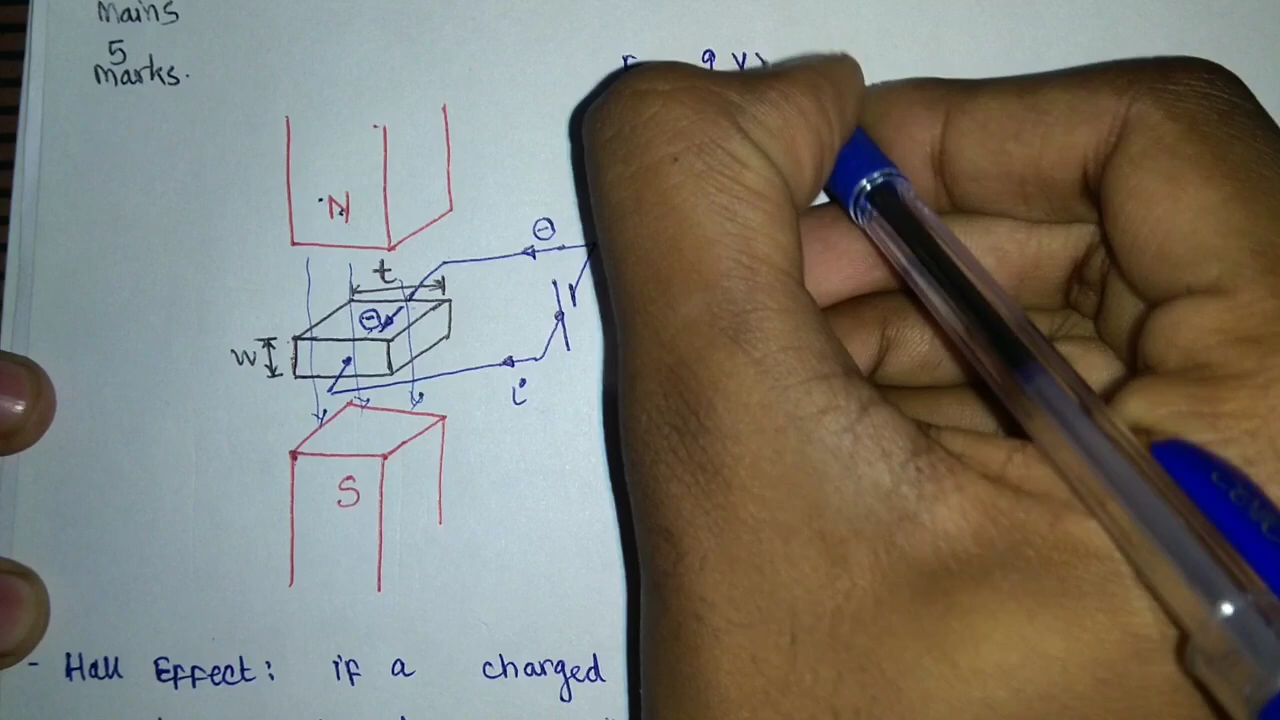 Mains
5
Marks.
q v
N
Θ
t
Θ
W
i
S
- Hall Effect: if a charged